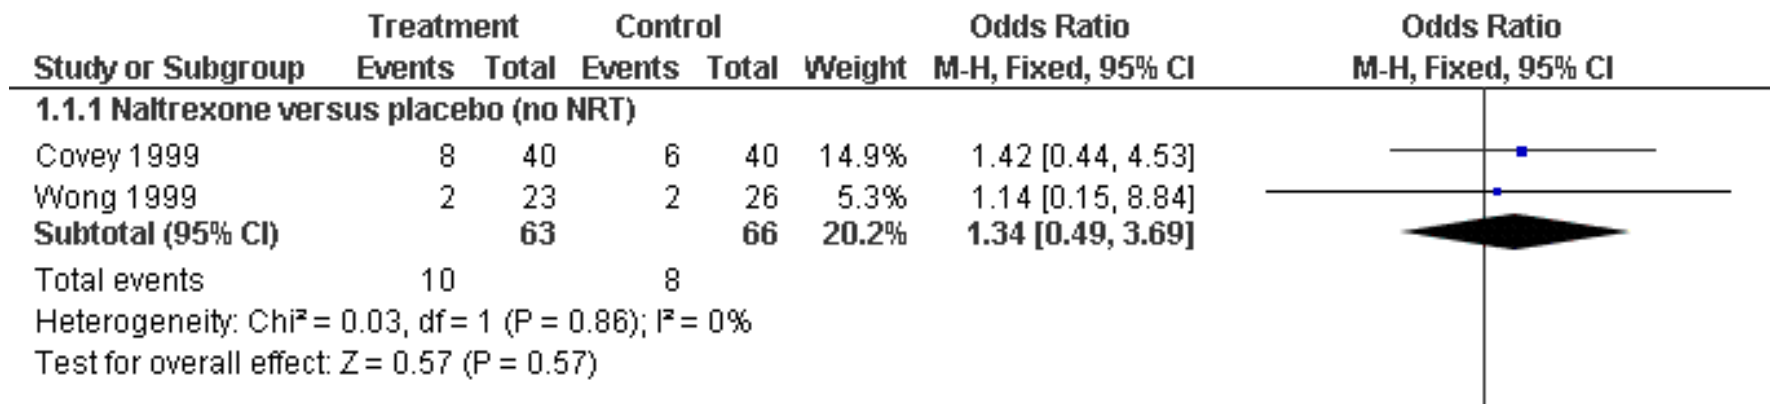 Treatment Control Odds Ratio Odds Ratio
Study or Subgroup Events Total Events Total Weight M-H, Fixed, 95% CI M-H, Fixed, 95% CI
1.1.1 Naltrexone versus placebo (no NRT)
Covey 1999 8 40 6 40 14.9% 1.42 [0.44, 4.53]
Wong 1999 2 23 2 26 5.3% 1.14 [0.15, 8.84]
Subtotal (95% CI) 63 66 20.2% 1.34 [0.49, 3.69]
Total events 10 8
Heterogeneity: Chi² = 0.03, df = 1 (P = 0.86); I² = 0%
Test for overall effect: Z = 0.57 (P = 0.57)